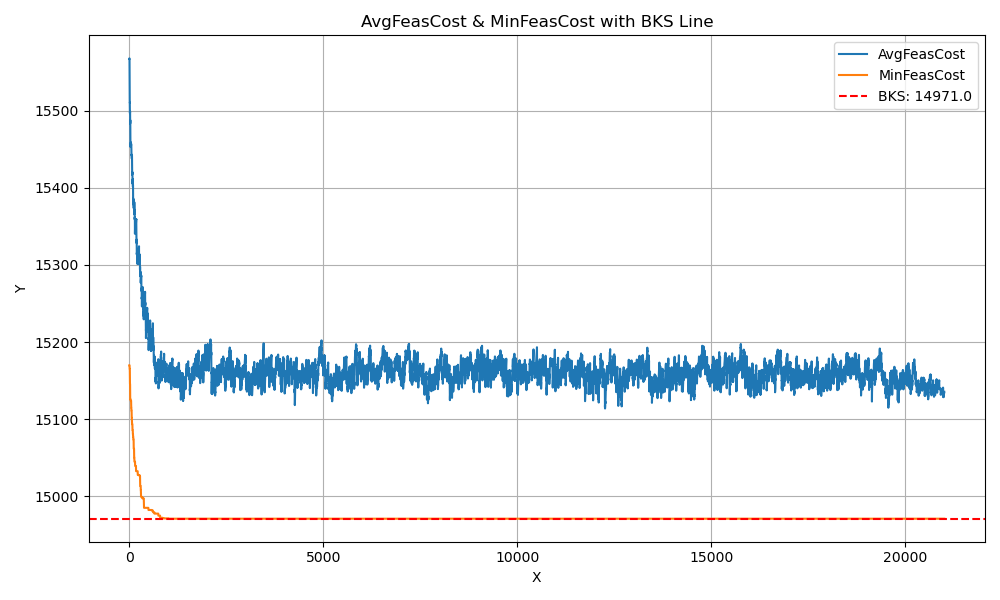 AvgFeasCost & MinFeasCost with BKS Line
AvgFeasCost
MinFeasCost
BKS: 14971.0
Y
15500
15400
15300
15200
15100
15000
0
5000
10000
15000
20000
X